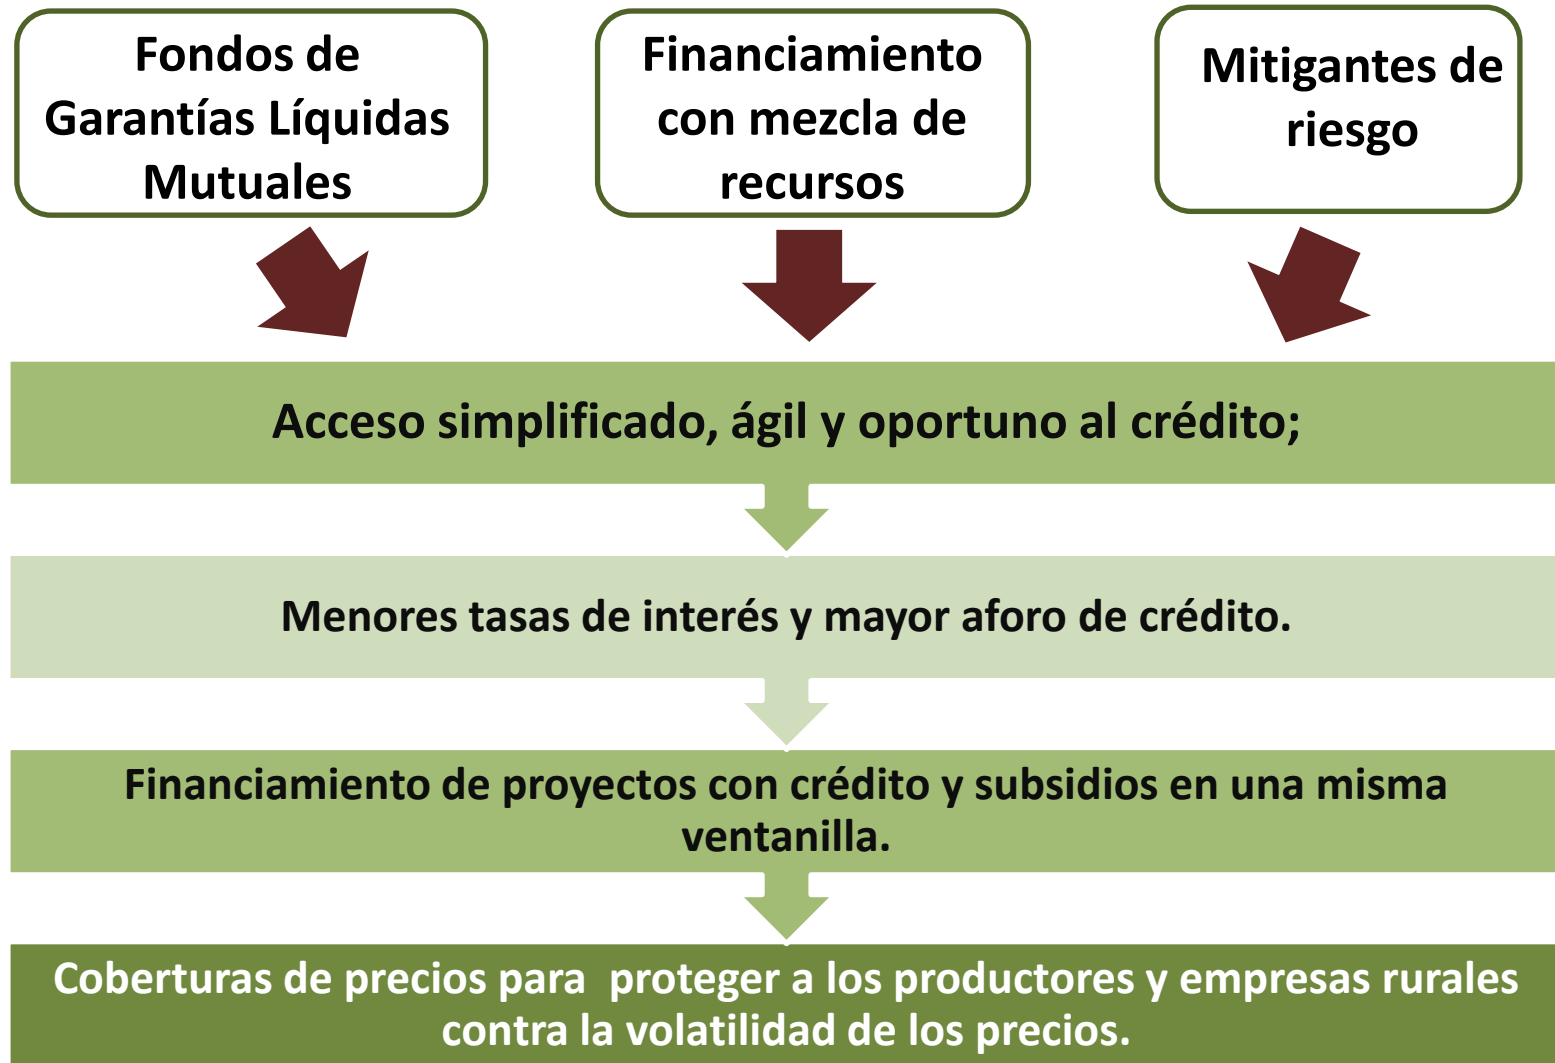 Fondos de
Garantías Líquidas
Mutuales
Financiamiento
con mezcla de
recursos
Mitigantes de
riesgo
Acceso simplificado, ágil y oportuno al crédito;
Menores tasas de interés y mayor aforo de crédito.
Financiamiento de proyectos con crédito y subsidios en una misma
ventanilla.
Coberturas de precios para  proteger a los productores y empresas rurales
contra la volatilidad de los precios.